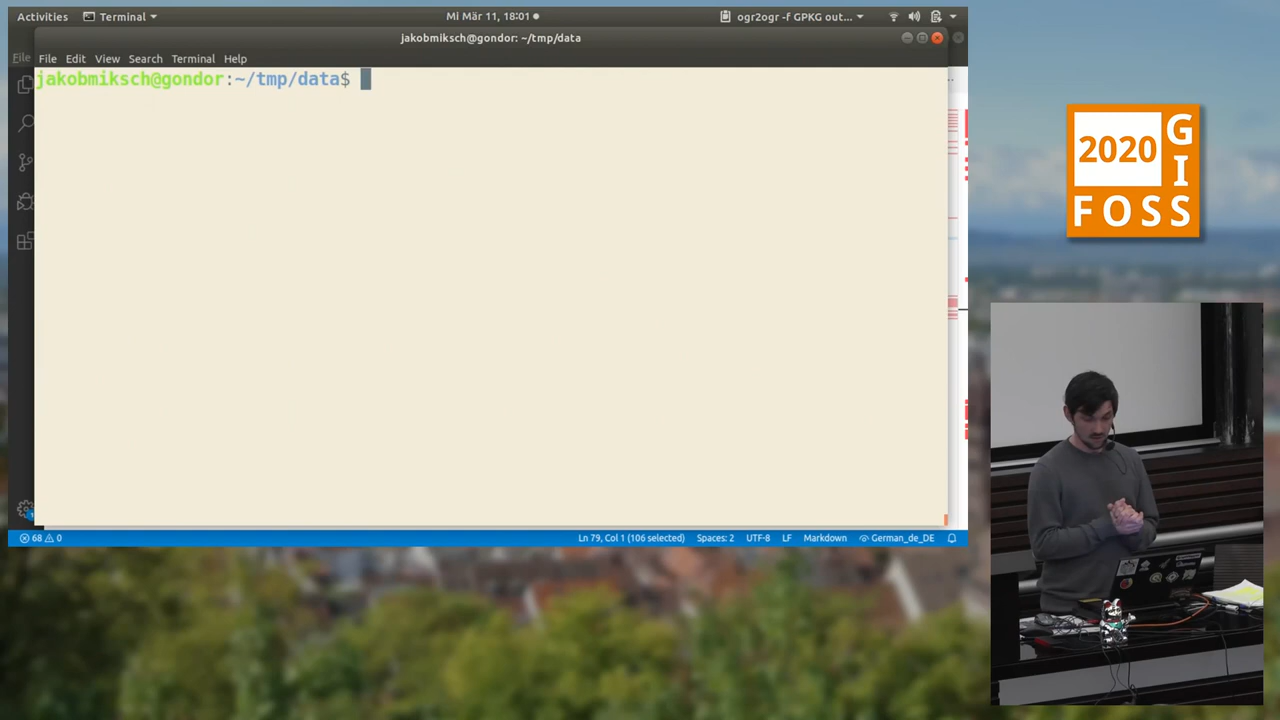 Activities Terminal Mi Mär 11, 18:01 ogr2ogr -f GPKG out...
jakobmiksch@gondor: ~/tmp/data
File File Edit View Search Terminal Help
jakobmiksch@gondor:~/tmp/data$
68 0 Ln 79, Col 1 (106 selected) Spaces: 2 UTF-8 LF Markdown German_de_DE
2020 G
I
FOSS